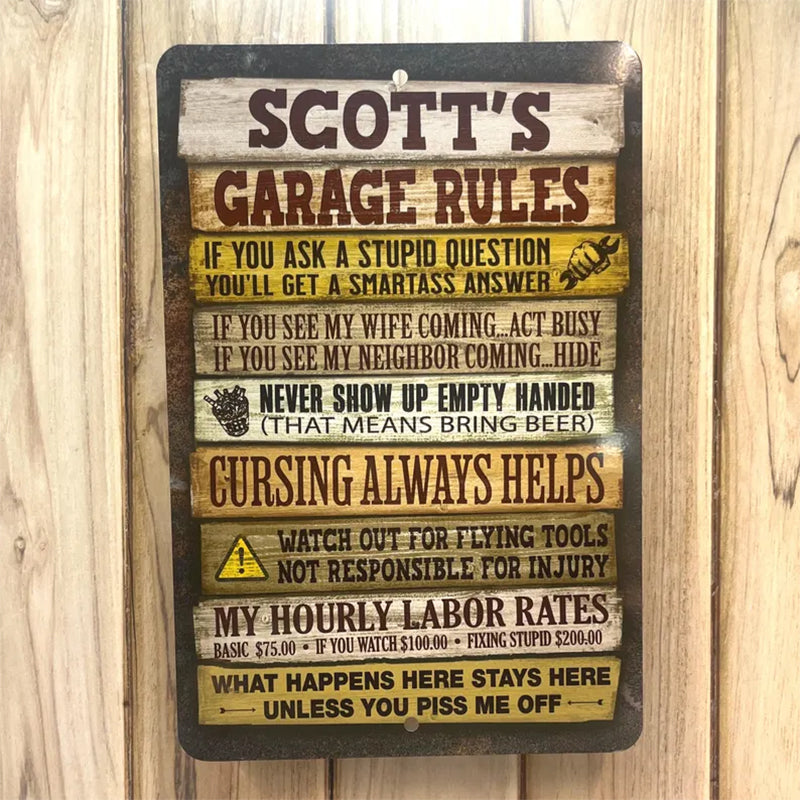 SCOTT'S
GARAGE RULES
IF YOU ASK A STUPID QUESTION
YOU'LL GET A SMARTASS ANSWER
IF YOU SEE MY WIFE COMING...ACT BUSY
IF YOU SEE MY NEIGHBOR COMING...HIDE
NEVER SHOW UP EMPTY HANDED
(THAT MEANS BRING BEER)
CURSING ALWAYS HELPS
WATCH OUT FOR FLYING TOOLS
NOT RESPONSIBLE FOR INJURY
MY HOURLY LABOR RATES
BASIC $75.00 • IF YOU WATCH $100.00 • FIXING STUPID $200.00
WHAT HAPPENS HERE STAYS HERE
UNLESS YOU PISS ME OFF